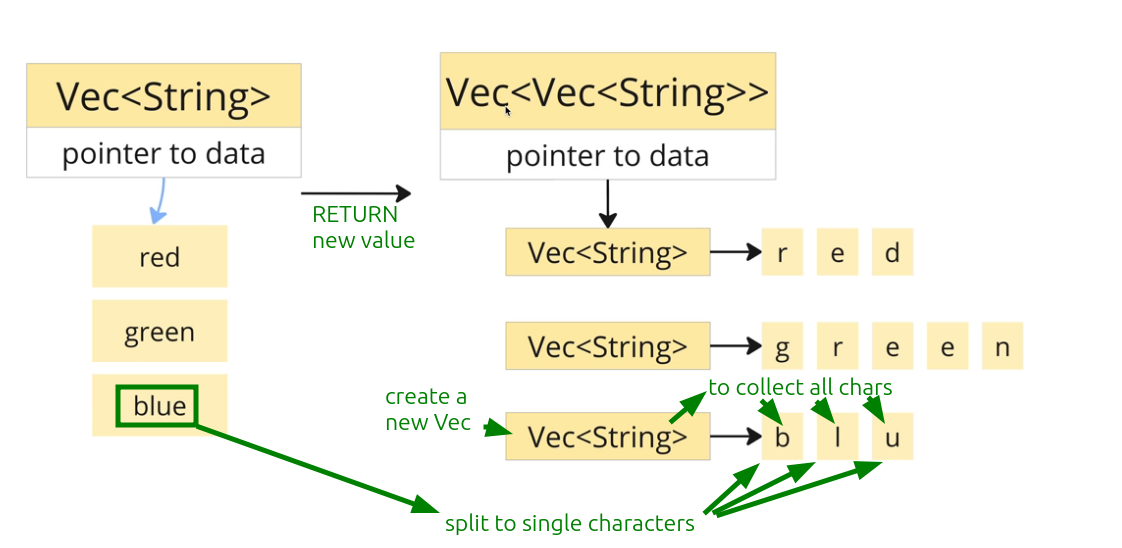 Vec<String>
pointer to data
red
green
blue
RETURN
new value
Vec<Vec<String>>
pointer to data
Vec<String>
r e d
Vec<String>
g r e e n
create a
new Vec
to collect all chars
Vec<String>
b l u
split to single characters